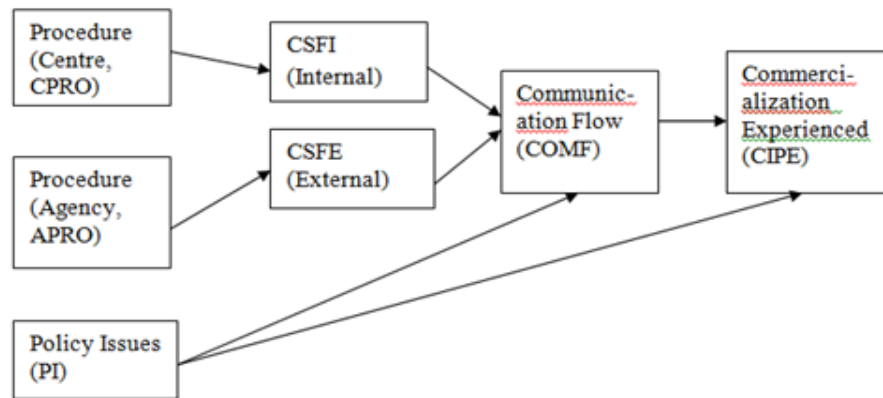 Procedure
(Centre,
CPRO)
CSFI
(Internal)
Communic-
ation Flow
(COMF)
Commerci-
alization
Experienced
(CIPE)
Procedure
(Agency,
APRO)
CSFE
(External)
Policy Issues
(PI)